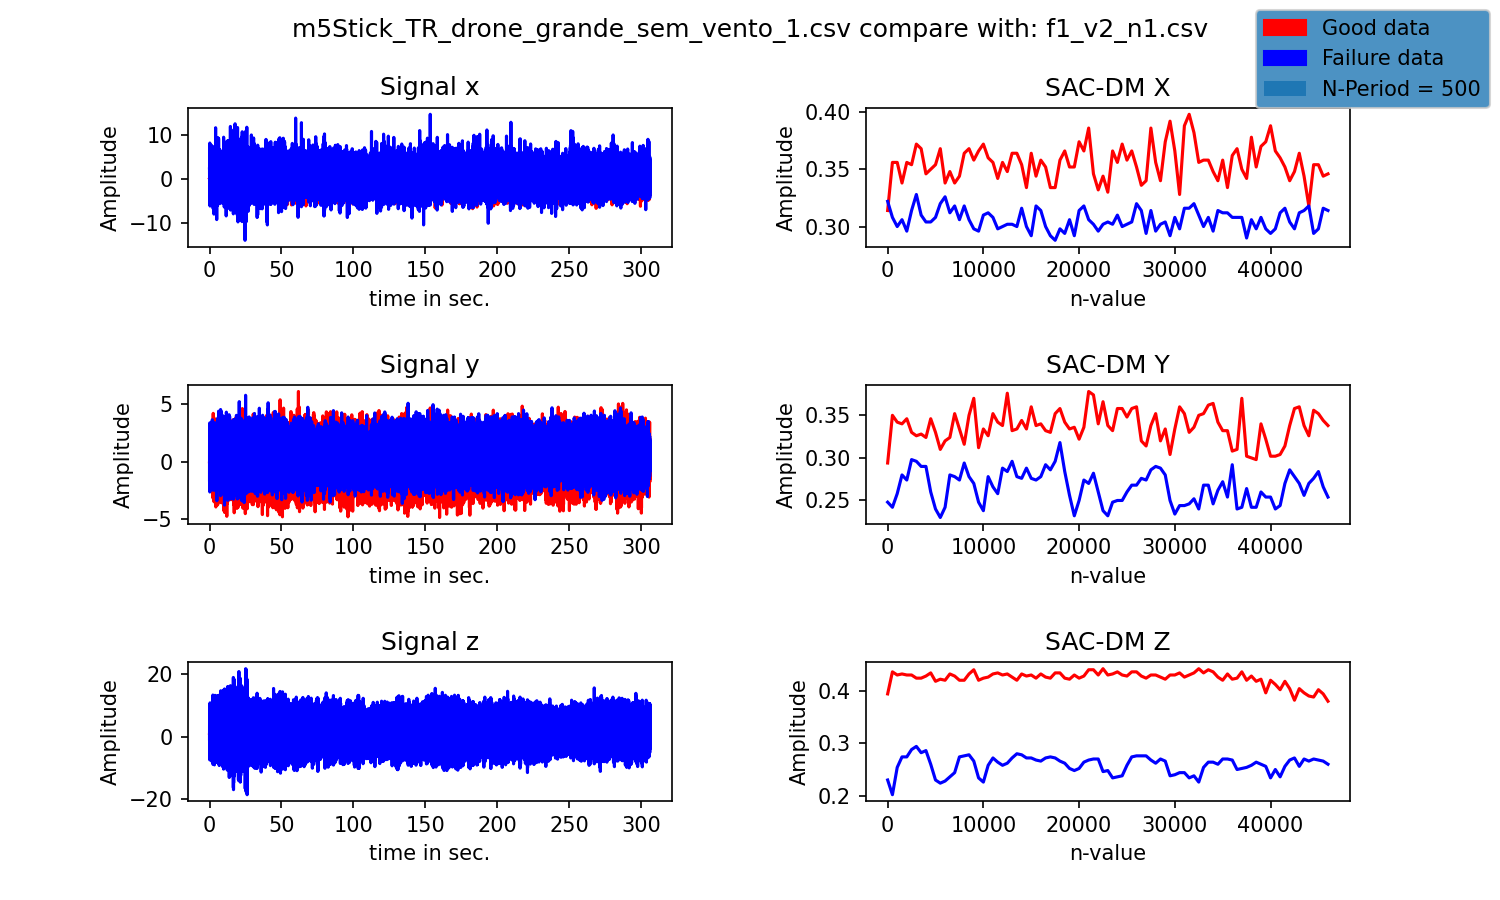 m5Stick_TR_drone_grande_sem_vento_1.csv compare with: f1_v2_n1.csv
Good data
Failure data
N-Period = 500
Signal x
Amplitude
10
0
−10
0 50 100 150 200 250 300
time in sec.
SAC-DM X
Amplitude
0.40
0.35
0.30
0 10000 20000 30000 40000
n-value
Signal y
Amplitude
5
0
−5
0 50 100 150 200 250 300
time in sec.
SAC-DM Y
Amplitude
0.35
0.30
0.25
0 10000 20000 30000 40000
n-value
Signal z
Amplitude
20
0
−20
0 50 100 150 200 250 300
time in sec.
SAC-DM Z
Amplitude
0.4
0.3
0.2
0 10000 20000 30000 40000
n-value